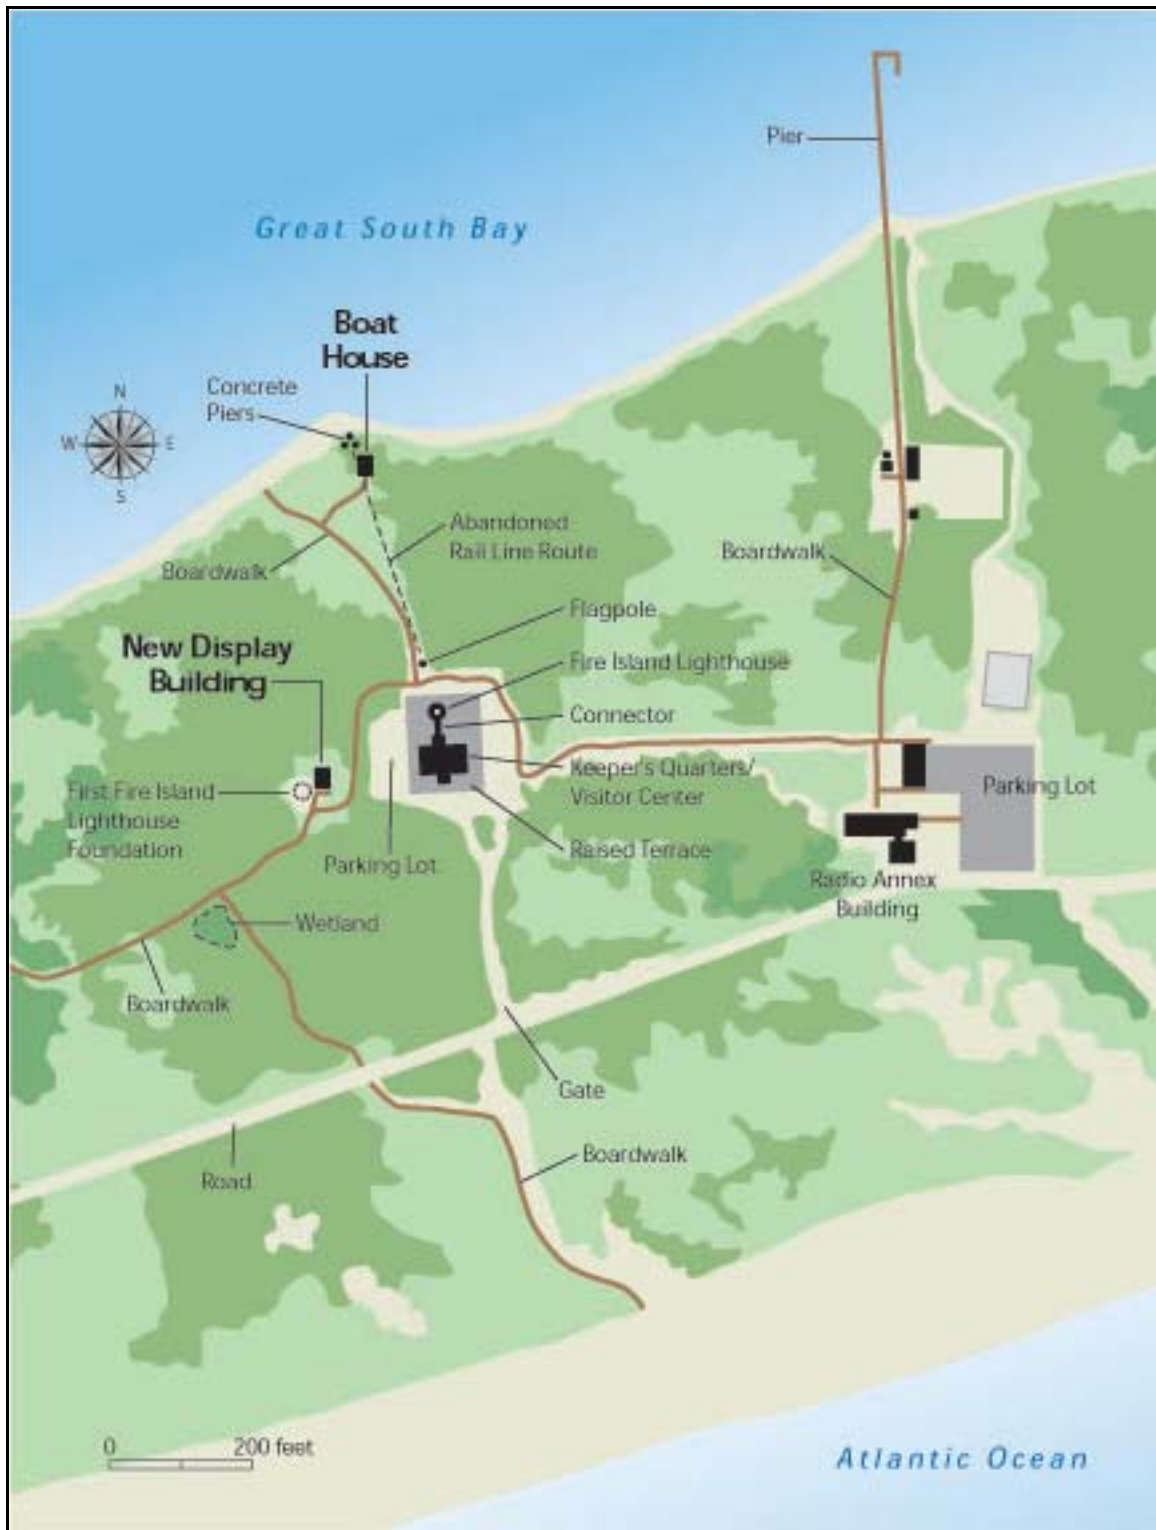 Pier
Great South Bay
Boat
House
Concrete
Piers
N
W
E
S
Abandoned
Rail Line Route
Boardwalk
Boardwalk
Flagpole
New Display
Building
Fire Island Lighthouse
Connector
Keeper's Quarters/
Visitor Center
First Fire Island
Lighthouse
Foundation
Parking Lot
Parking Lot
Raised Terrace
Radio Annex
Building
Wetland
Boardwalk
Gate
Boardwalk
Road
0
200 feet
Atlantic Ocean